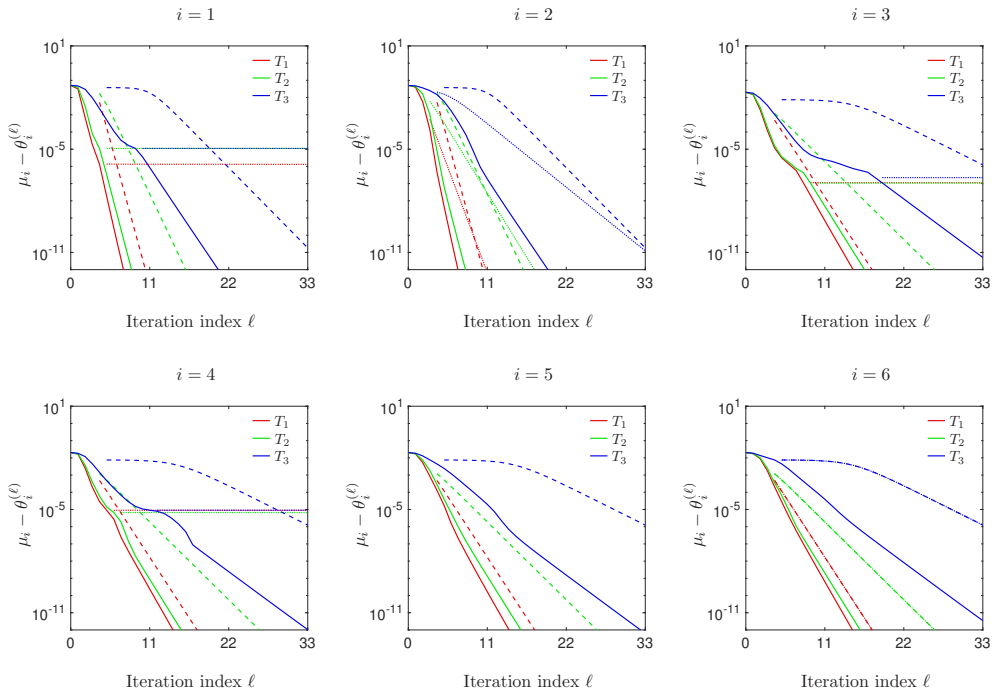 i = 1
10^1
10^-5
10^-11
μ_i − θ_i^(ℓ)
T_1
T_2
T_3
0 11 22 33
Iteration index ℓ
i = 2
10^1
10^-5
10^-11
μ_i − θ_i^(ℓ)
T_1
T_2
T_3
0 11 22 33
Iteration index ℓ
i = 3
10^1
10^-5
10^-11
μ_i − θ_i^(ℓ)
T_1
T_2
T_3
0 11 22 33
Iteration index ℓ
i = 4
10^1
10^-5
10^-11
μ_i − θ_i^(ℓ)
T_1
T_2
T_3
0 11 22 33
Iteration index ℓ
i = 5
10^1
10^-5
10^-11
μ_i − θ_i^(ℓ)
T_1
T_2
T_3
0 11 22 33
Iteration index ℓ
i = 6
10^1
10^-5
10^-11
μ_i − θ_i^(ℓ)
T_1
T_2
T_3
0 11 22 33
Iteration index ℓ